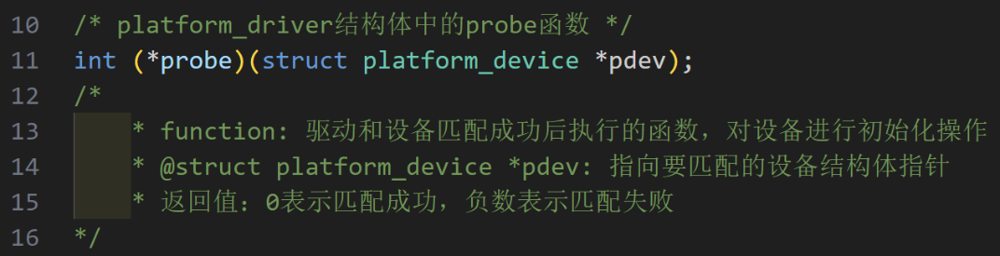 10 /* platform_driver结构体中的probe函数 */
11 int (*probe)(struct platform_device *pdev);
12 /*
13 * function: 驱动和设备匹配成功后执行的函数，对设备进行初始化操作
14 * @struct platform_device *pdev: 指向要匹配的设备结构体指针
15 * 返回值：0表示匹配成功，负数表示匹配失败
16 */